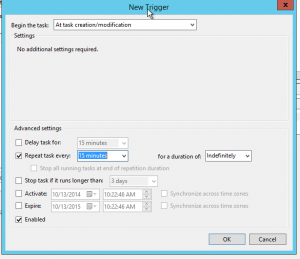 New Trigger
x
Begin the task: At task creation/modification
Settings
No additional settings required.
Advanced settings
Delay task for: 15 minutes
Repeat task every: 15 minutes for a duration of: Indefinitely
Stop all running tasks at end of repetition duration
Stop task if it runs longer than: 3 days
Activate: 10/13/2014 10:22:46 AM Synchronize across time zones
Expire: 10/13/2015 10:22:46 AM Synchronize across time zones
Enabled
OK Cancel